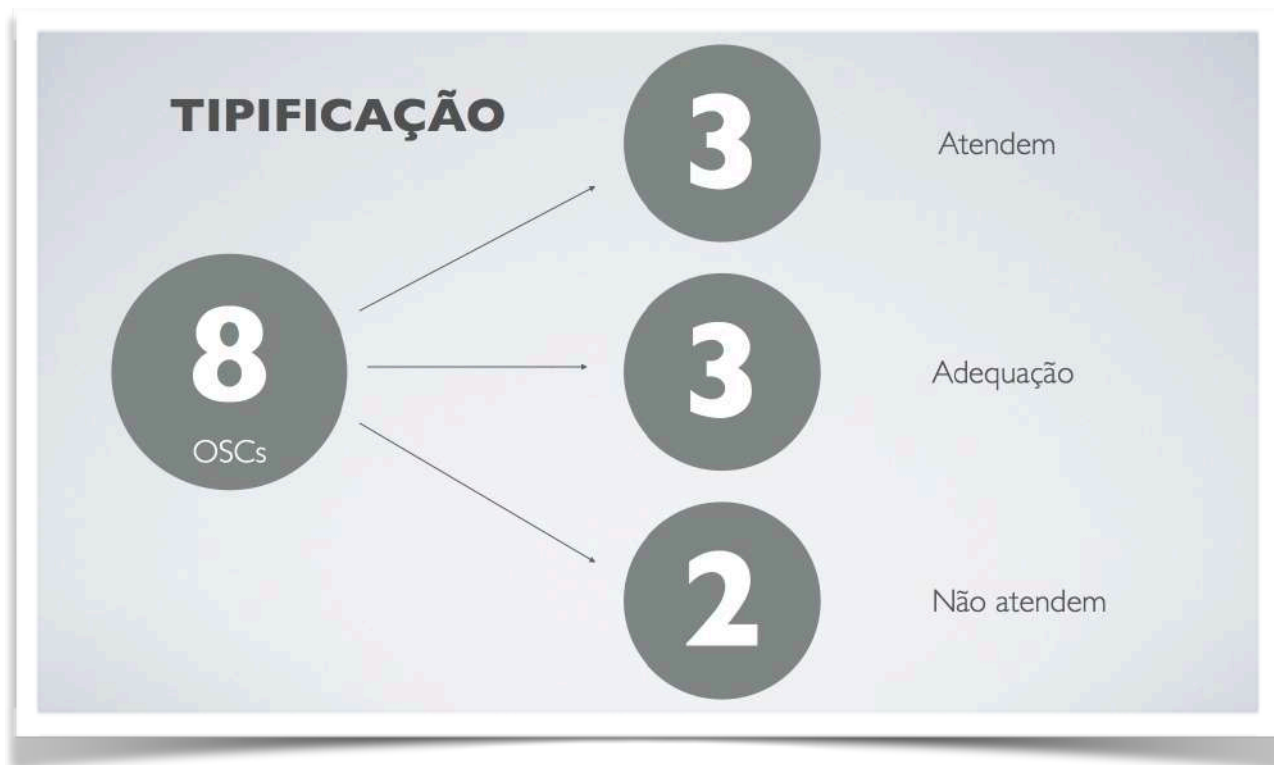 TIPIFICAÇÃO
8
OSCs
3
Atendem
3
Adequação
2
Não atendem